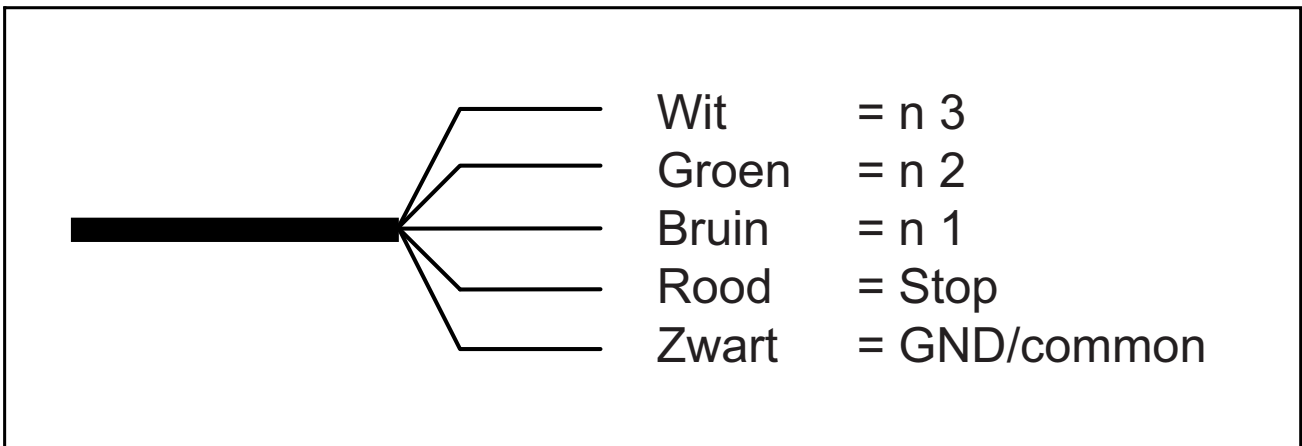 Wit = n 3
Groen = n 2
Bruin = n 1
Rood = Stop
Zwart = GND/common